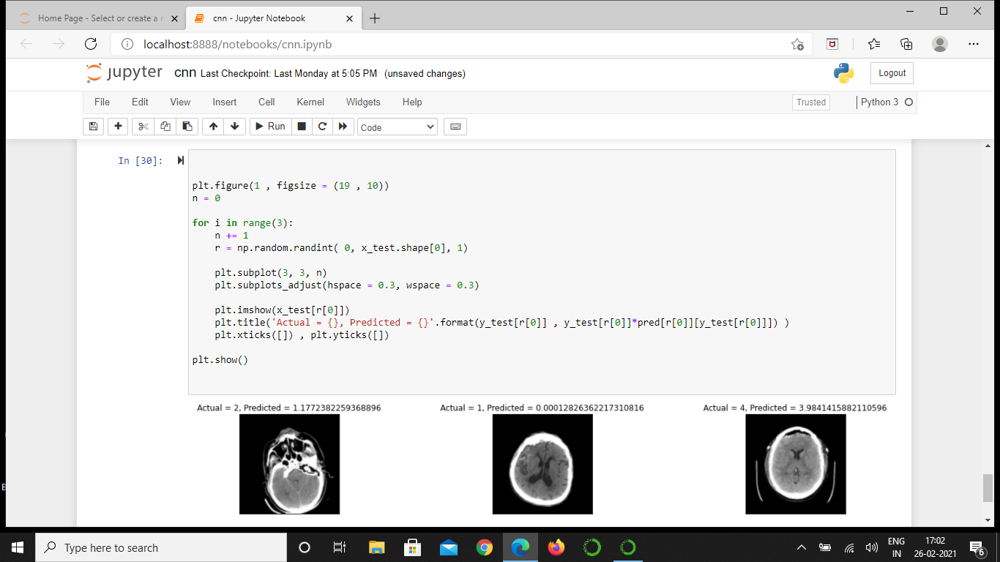 Home Page - Select or create a n
cnn - Jupyter Notebook
localhost:8888/notebooks/cnn.ipynb
jupyter cnn Last Checkpoint: Last Monday at 5:05 PM (unsaved changes)
Logout
File Edit View Insert Cell Kernel Widgets Help
Trusted
Python 3
Run
Code
In [30]:
plt.figure(1 , figsize = (19 , 10))
n = 0
for i in range(3):
n += 1
r = np.random.randint( 0, x_test.shape[0], 1)
plt.subplot(3, 3, n)
plt.subplots_adjust(hspace = 0.3, wspace = 0.3)
plt.imshow(x_test[r[0]])
plt.title('Actual = {}, Predicted = {}'.format(y_test[r[0]] , y_test[r[0]]*pred[r[0]][y_test[r[0]]]) )
plt.xticks([]) , plt.yticks([])
plt.show()
Actual = 2, Predicted = 1.1772382259368896
Actual = 1, Predicted = 0.00012826362217310816
Actual = 4, Predicted = 3.9841415882110596
B
Type here to search
ENG
IN
17:02
26-02-2021
6